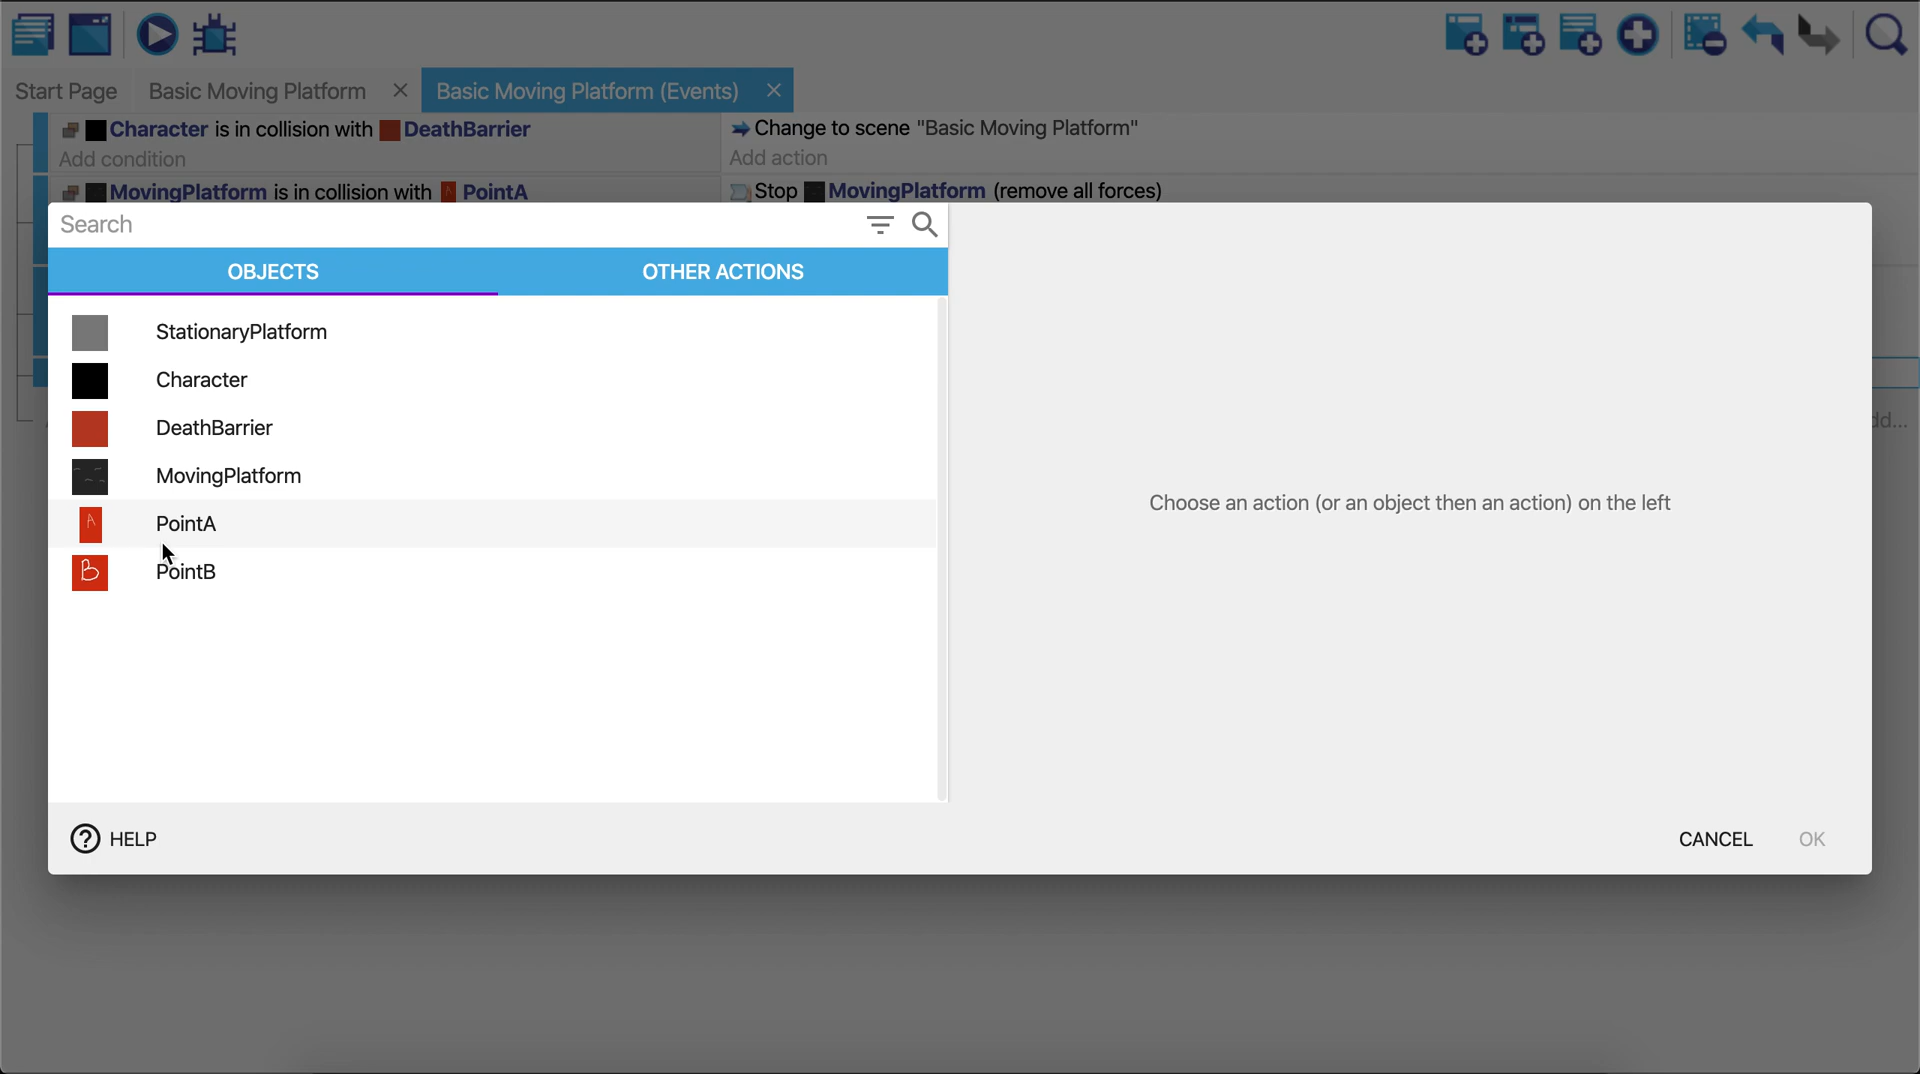 Start Page Basic Moving Platform Basic Moving Platform (Events)
Character is in collision with DeathBarrier Change to scene "Basic Moving Platform"
Add condition Add action
MovingPlatform is in collision with PointA Stop MovingPlatform (remove all forces)
Search
OBJECTS OTHER ACTIONS
StationaryPlatform
Character
DeathBarrier
MovingPlatform
A PointA
B PointB
Choose an action (or an object then an action) on the left
HELP CANCEL OK